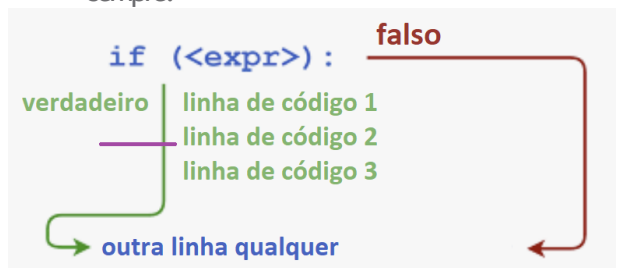 if (<expr>):
falso
verdadeiro
linha de código 1
linha de código 2
linha de código 3
outra linha qualquer